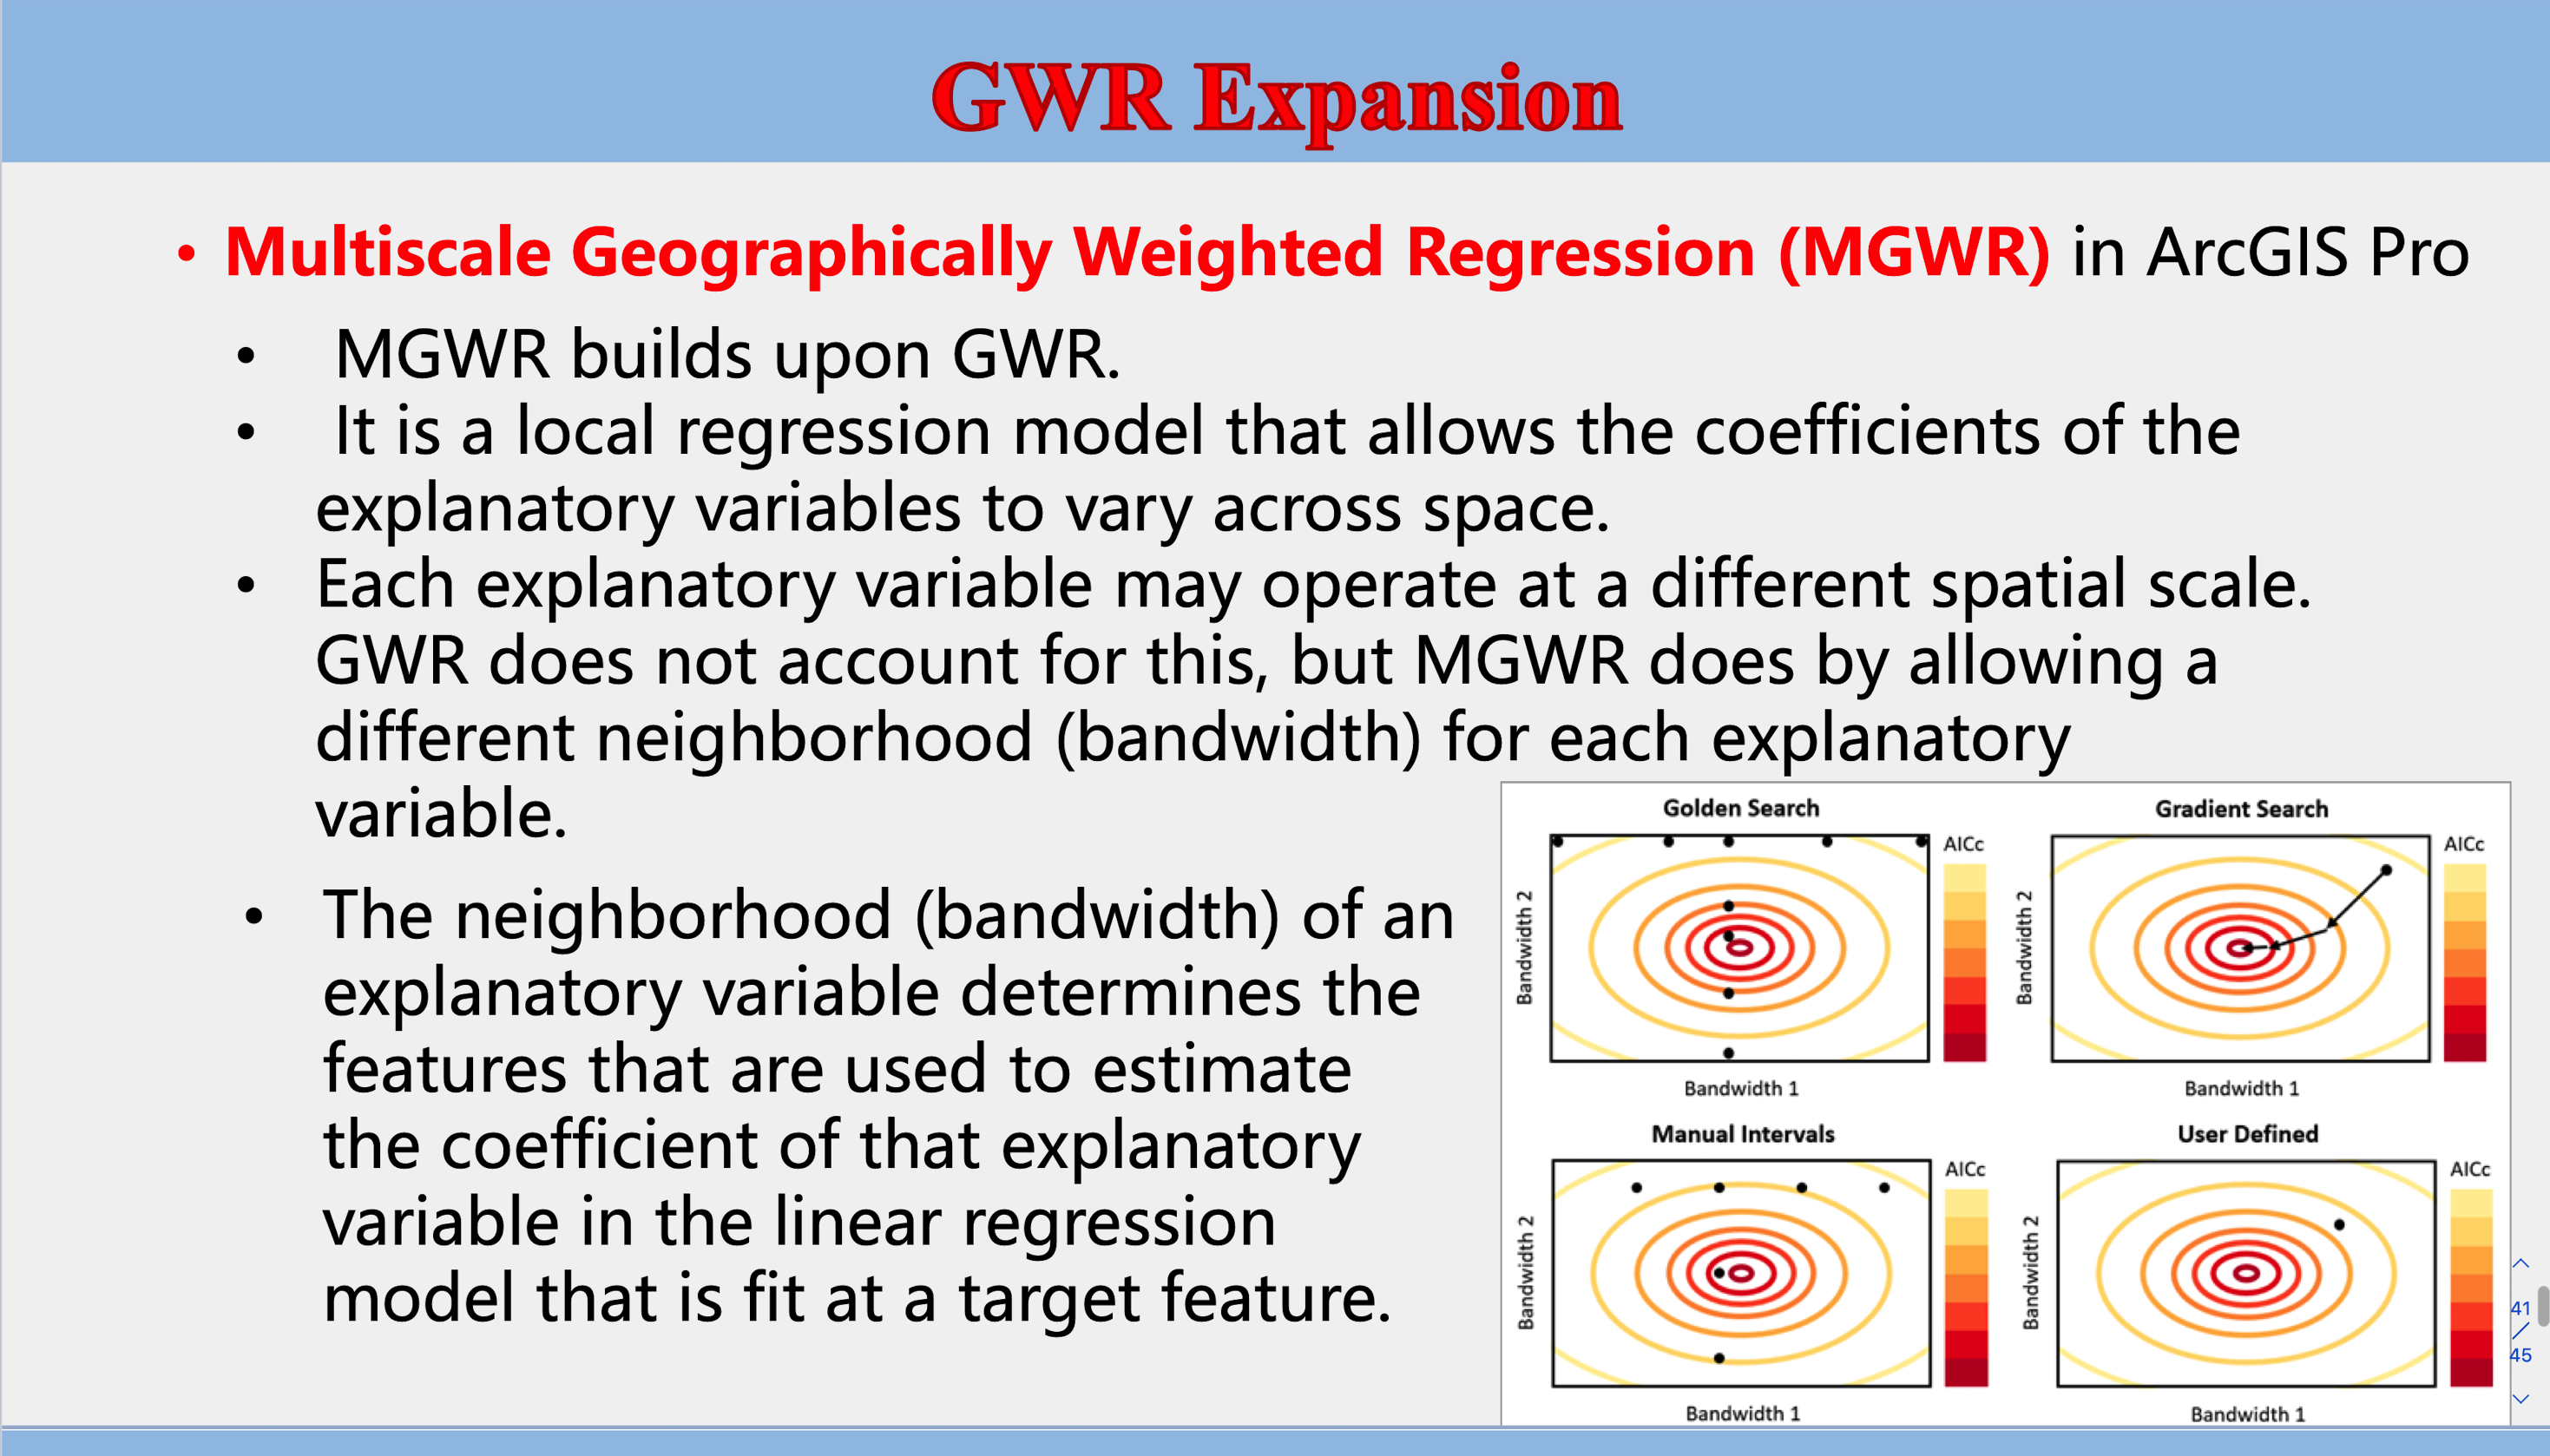 GWR Expansion
• Multiscale Geographically Weighted Regression (MGWR) in ArcGIS Pro
• MGWR builds upon GWR.
• It is a local regression model that allows the coefficients of the
explanatory variables to vary across space.
• Each explanatory variable may operate at a different spatial scale.
GWR does not account for this, but MGWR does by allowing a
different neighborhood (bandwidth) for each explanatory
variable.
• The neighborhood (bandwidth) of an
explanatory variable determines the
features that are used to estimate
the coefficient of that explanatory
variable in the linear regression
model that is fit at a target feature.
Golden Search
AICc
Bandwidth 2
Bandwidth 1
Gradient Search
AICc
Bandwidth 2
Bandwidth 1
Manual Intervals
AICc
Bandwidth 2
Bandwidth 1
User Defined
AICc
Bandwidth 2
Bandwidth 1
41
/
45